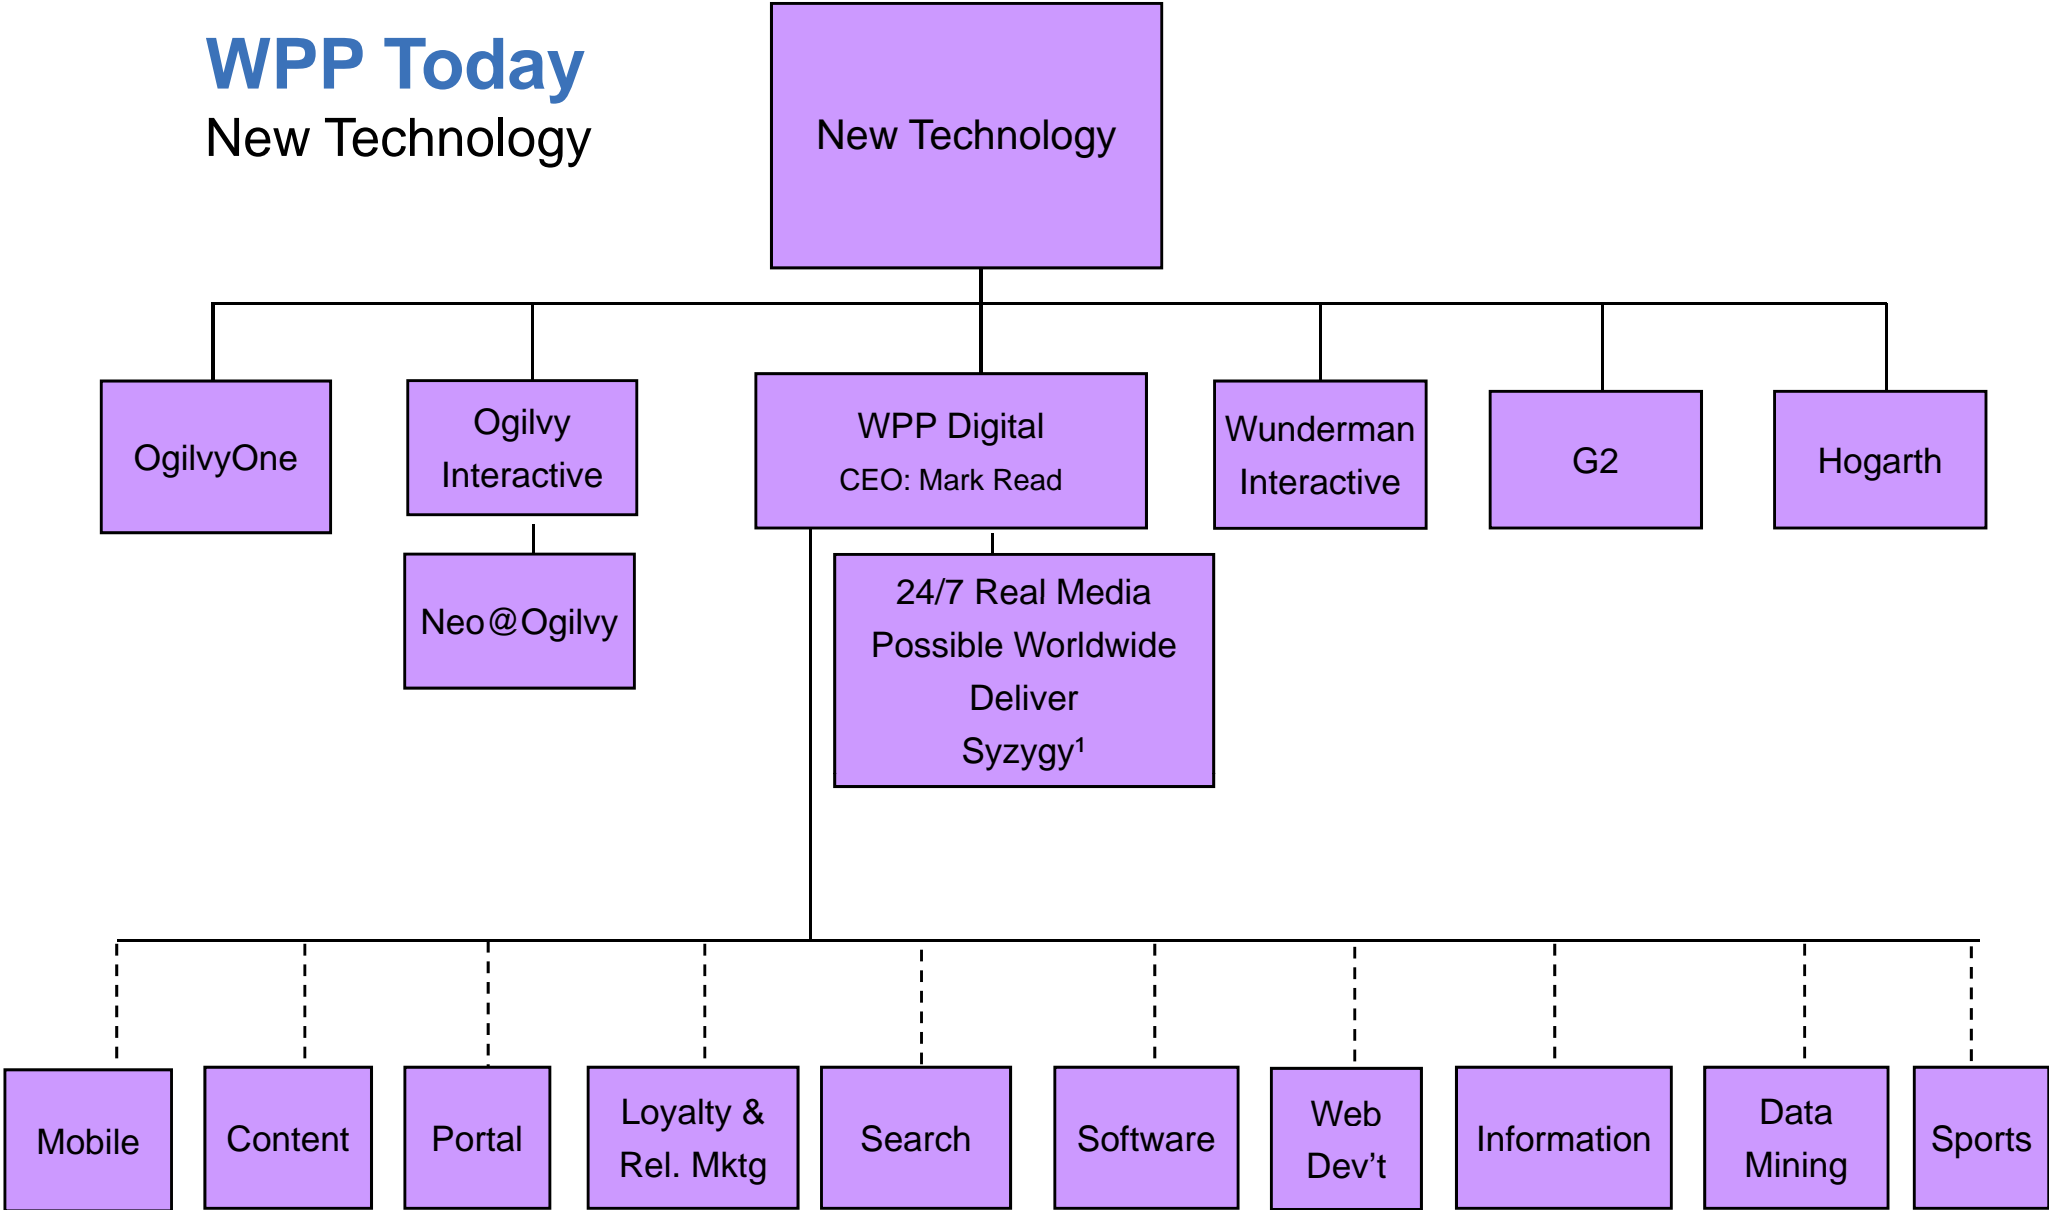 WPP Today
New Technology
New Technology
OgilvyOne
Ogilvy
Interactive
WPP Digital
CEO: Mark Read
Wunderman
Interactive
G2
Hogarth
Neo@Ogilvy
24/7 Real Media
Possible Worldwide
Deliver
Syzygy¹
Mobile
Content
Portal
Loyalty &
Rel. Mktg
Search
Software
Web
Dev’t
Information
Data
Mining
Sports